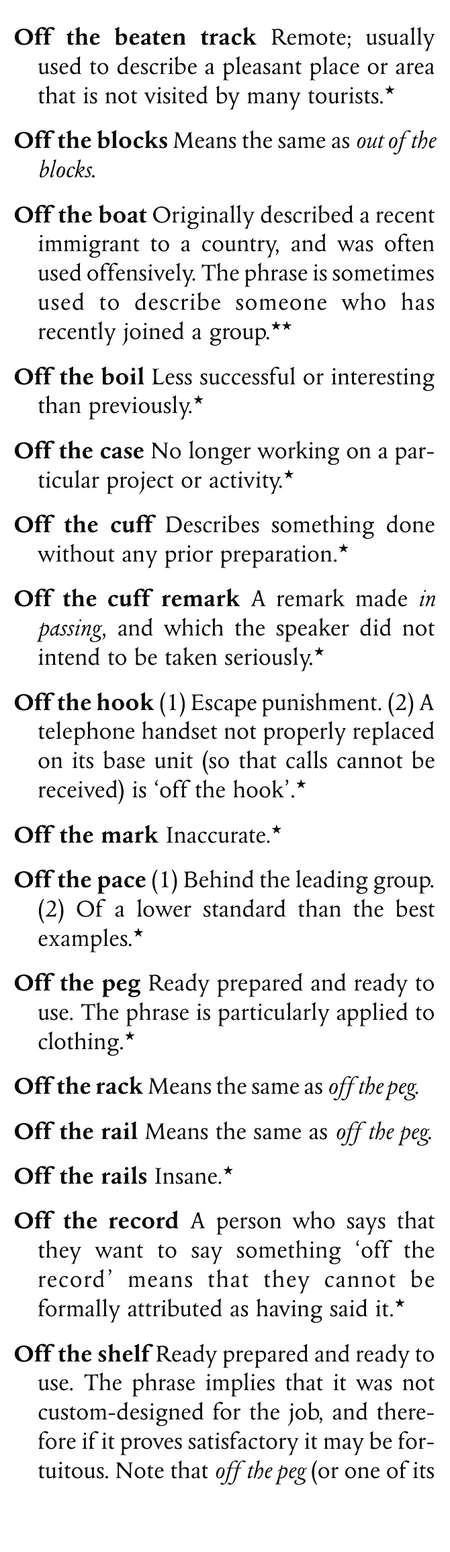 Off the beaten track Remote; usually
used to describe a pleasant place or area
that is not visited by many tourists.★
Off the blocks Means the same as out of the
blocks.
Off the boat Originally described a recent
immigrant to a country, and was often
used offensively. The phrase is sometimes
used to describe someone who has
recently joined a group.★★
Off the boil Less successful or interesting
than previously.★
Off the case No longer working on a par-
ticular project or activity.★
Off the cuff Describes something done
without any prior preparation.★
Off the cuff remark A remark made in
passing, and which the speaker did not
intend to be taken seriously.★
Off the hook (1) Escape punishment. (2) A
telephone handset not properly replaced
on its base unit (so that calls cannot be
received) is ‘off the hook’.★
Off the mark Inaccurate.★
Off the pace (1) Behind the leading group.
(2) Of a lower standard than the best
examples.★
Off the peg Ready prepared and ready to
use. The phrase is particularly applied to
clothing.★
Off the rack Means the same as off the peg.
Off the rail Means the same as off the peg.
Off the rails Insane.★
Off the record A person who says that
they want to say something ‘off the
record’ means that they cannot be
formally attributed as having said it.★
Off the shelf Ready prepared and ready to
use. The phrase implies that it was not
custom-designed for the job, and there-
fore if it proves satisfactory it may be for-
tuitous. Note that off the peg (or one of its